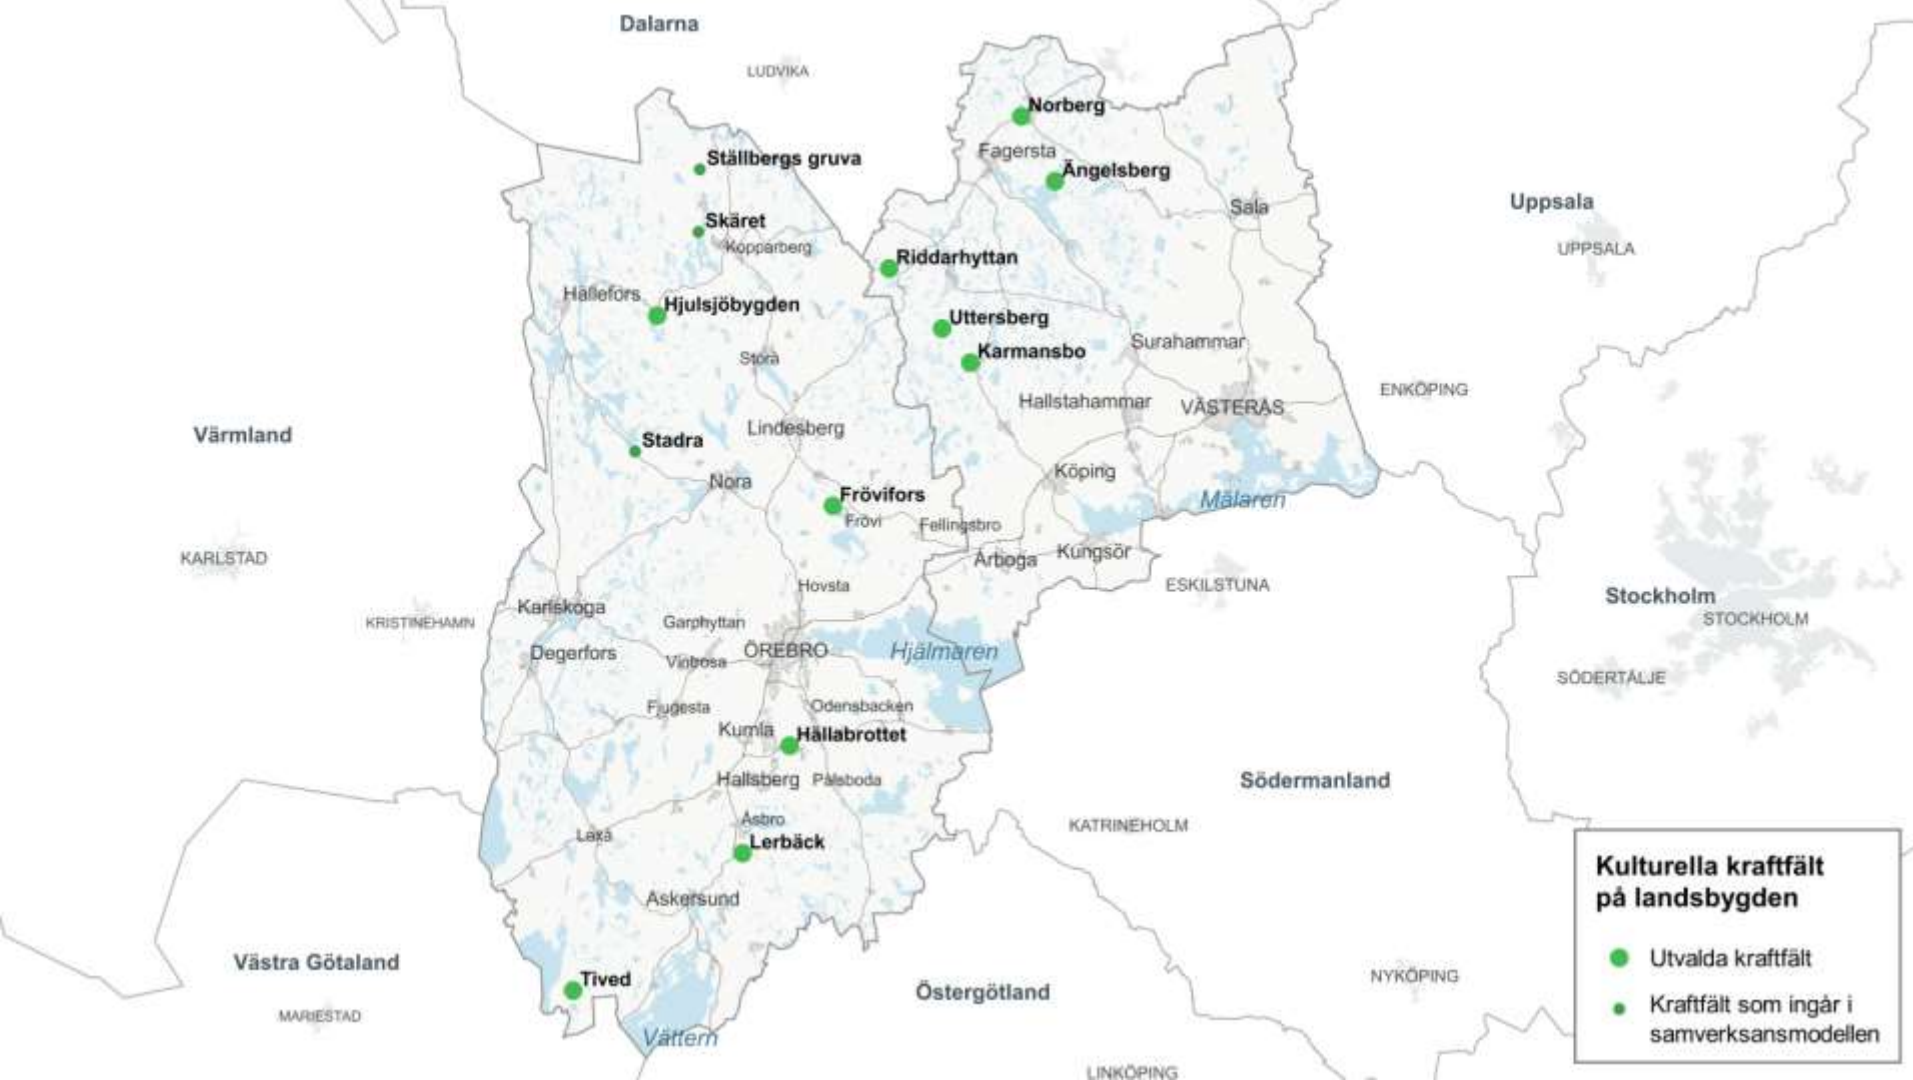 Dalarna
LUDVIKA
Norberg
Fagersta
Ställbergs gruva
Ängelsberg
Skäret
Kopparberg
Sala
Uppsala
UPPSALA
Riddarhyttan
Hällefors
Hjulsjöbygden
Uttersberg
Karmansbo
Surahammar
Storå
ENKÖPING
Hallstahammar
VÄSTERÅS
Värmland
Lindesberg
Stadra
Köping
Nora
Frövifors
Mälaren
Frövi
Fellingsbro
KARLSTAD
Arboga
Kungsör
Hovsta
ESKILSTUNA
Stockholm
STOCKHOLM
Karlskoga
KRISTINEHAMN
Garphyttan
ÖREBRO
Hjälmaren
Degerfors
Vintrosa
SÖDERTÄLJE
Fjugesta
Odensbacken
Kumla
Hällabrottet
Hallsberg
Pålsboda
Södermanland
Åsbro
KATRINEHOLM
Laxå
Lerbäck
Askersund
Västra Götaland
Tived
Östergötland
NYKÖPING
MARIESTAD
Vättern
LINKÖPING
Kulturella kraftfält
på landsbygden
Utvalda kraftfält
Kraftfält som ingår i
samverksansmodellen